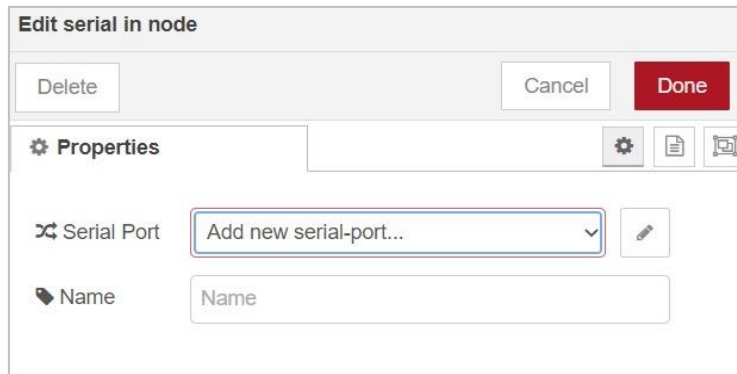 Edit serial in node
Delete Cancel Done
Properties
Serial Port Add new serial-port...
Name Name